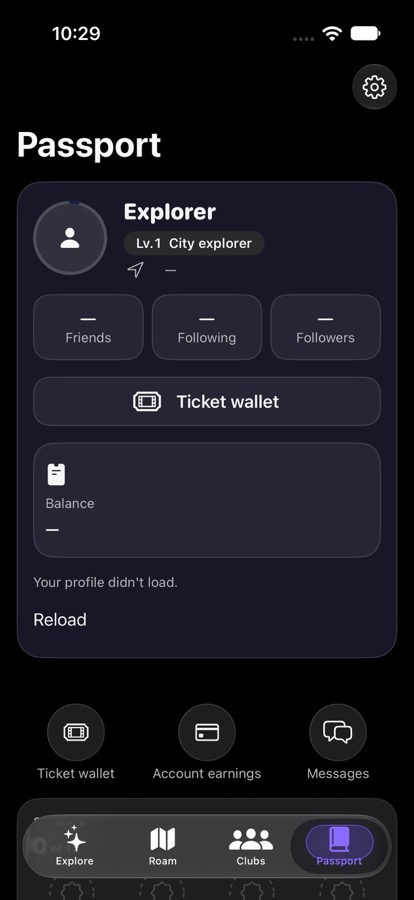 10:29
Passport
Explorer
Lv.1 City explorer
—
— — —
Friends Following Followers
Ticket wallet
Balance
—
Your profile didn't load.
Reload
Ticket wallet Account earnings Messages
Explore Roam Clubs Passport